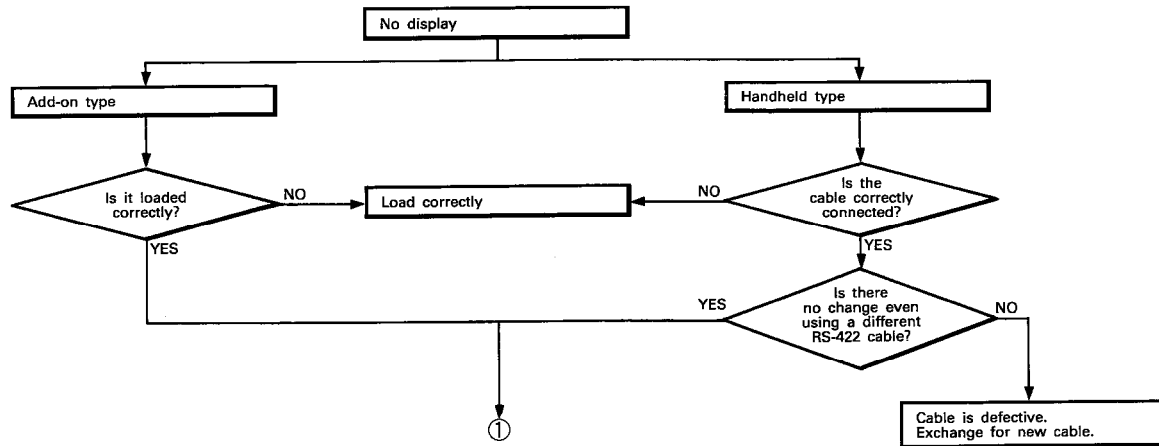 No display
Add-on type
Handheld type
Is it loaded
correctly?
NO
Load correctly
NO
Is the
cable correctly
connected?
YES
YES
YES
Is there
no change even
using a different
RS-422 cable?
NO
1
Cable is defective.
Exchange for new cable.